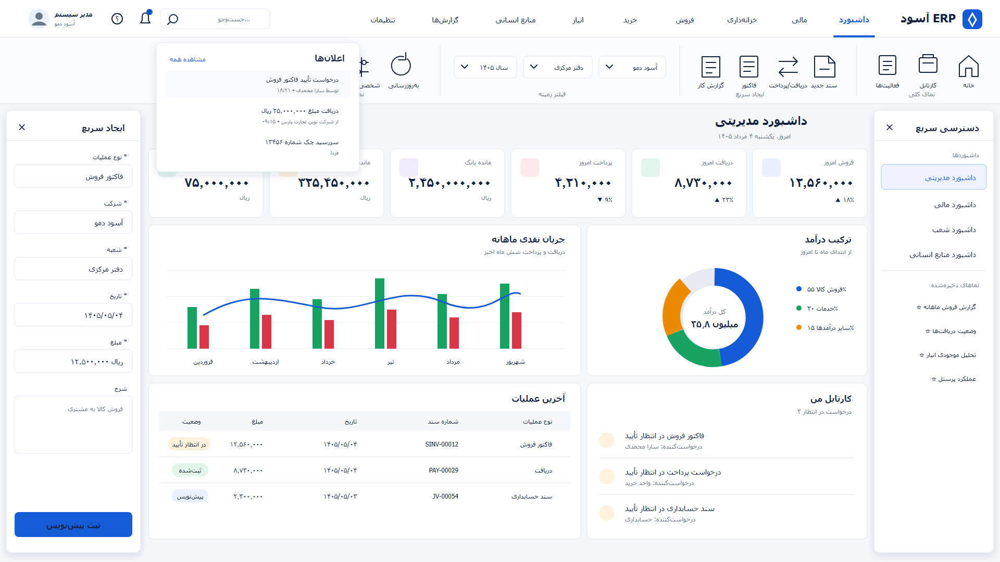 آسود ERP
داشبورد
مالی
خزانه‌داری
فروش
خرید
انبار
منابع انسانی
گزارش‌ها
تنظیمات
جست‌وجو...
؟
مدیر سیستم
آسود دمو
خانه
کارتابل
فعالیت‌ها
نمای کلی
سند جدید
دریافت/پرداخت
فاکتور
گزارش کار
ایجاد سریع
آسود دمو
دفتر مرکزی
سال ۱۴۰۵
فیلتر زمینه
به‌روزرسانی
اعلان‌ها
مشاهده همه
درخواست تأیید فاکتور فروش
توسط سارا محمدی • ۱۸:۲۱
دریافت مبلغ ۲۵,۰۰۰,۰۰۰ ریال
از شرکت نوین تجارت پارس • ۰۹:۱۵
سررسید چک شماره ۱۳۴۵۶
فردا
دسترسی سریع
داشبوردها
داشبورد مدیریتی
داشبورد مالی
داشبورد شعب
داشبورد منابع انسانی
نماهای ذخیره‌شده
گزارش فروش ماهانه ☆
وضعیت دریافت‌ها ☆
تحلیل موجودی انبار ☆
عملکرد پرسنل ☆
داشبورد مدیریتی
امروز، یکشنبه ۴ مرداد ۱۴۰۵
فروش امروز
۱۲,۵۶۰,۰۰۰
▲ ۱۸٪
دریافت امروز
۸,۷۳۰,۰۰۰
▲ ۲۳٪
پرداخت امروز
۴,۲۱۰,۰۰۰
▼ ۹٪
مانده بانک
۲,۴۵۰,۰۰۰,۰۰۰
ریال
۳۲۵,۴۵۰,۰۰۰
ریال
۷۵,۰۰۰,۰۰۰
ریال
ترکیب درآمد
از ابتدای ماه تا امروز
فروش کالا ۵۵٪
خدمات ۳۰٪
سایر درآمدها ۱۵٪
کل درآمد
۳۵,۸ میلیون
جریان نقدی ماهانه
دریافت و پرداخت شش ماه اخیر
شهریور
مرداد
تیر
خرداد
اردیبهشت
فروردین
کارتابل من
۳ درخواست در انتظار
فاکتور فروش در انتظار تأیید
درخواست‌کننده: سارا محمدی
درخواست پرداخت در انتظار تأیید
درخواست‌کننده: واحد خرید
سند حسابداری در انتظار تأیید
درخواست‌کننده: حسابداری
آخرین عملیات
نوع عملیات شماره سند تاریخ مبلغ وضعیت
فاکتور فروش SINV-00012 ۱۴۰۵/۰۵/۰۴ ۱۲,۵۶۰,۰۰۰ در انتظار تأیید
دریافت PAY-00029 ۱۴۰۵/۰۵/۰۴ ۸,۷۳۰,۰۰۰ ثبت‌شده
سند حسابداری JV-00054 ۱۴۰۵/۰۵/۰۳ ۲,۳۰۰,۰۰۰ پیش‌نویس
ایجاد سریع
نوع عملیات *
فاکتور فروش
شرکت *
آسود دمو
شعبه *
دفتر مرکزی
تاریخ *
۱۴۰۵/۰۵/۰۴
مبلغ *
۱۲,۵۰۰,۰۰۰ ریال
شرح
فروش کالا به مشتری
ثبت پیش‌نویس